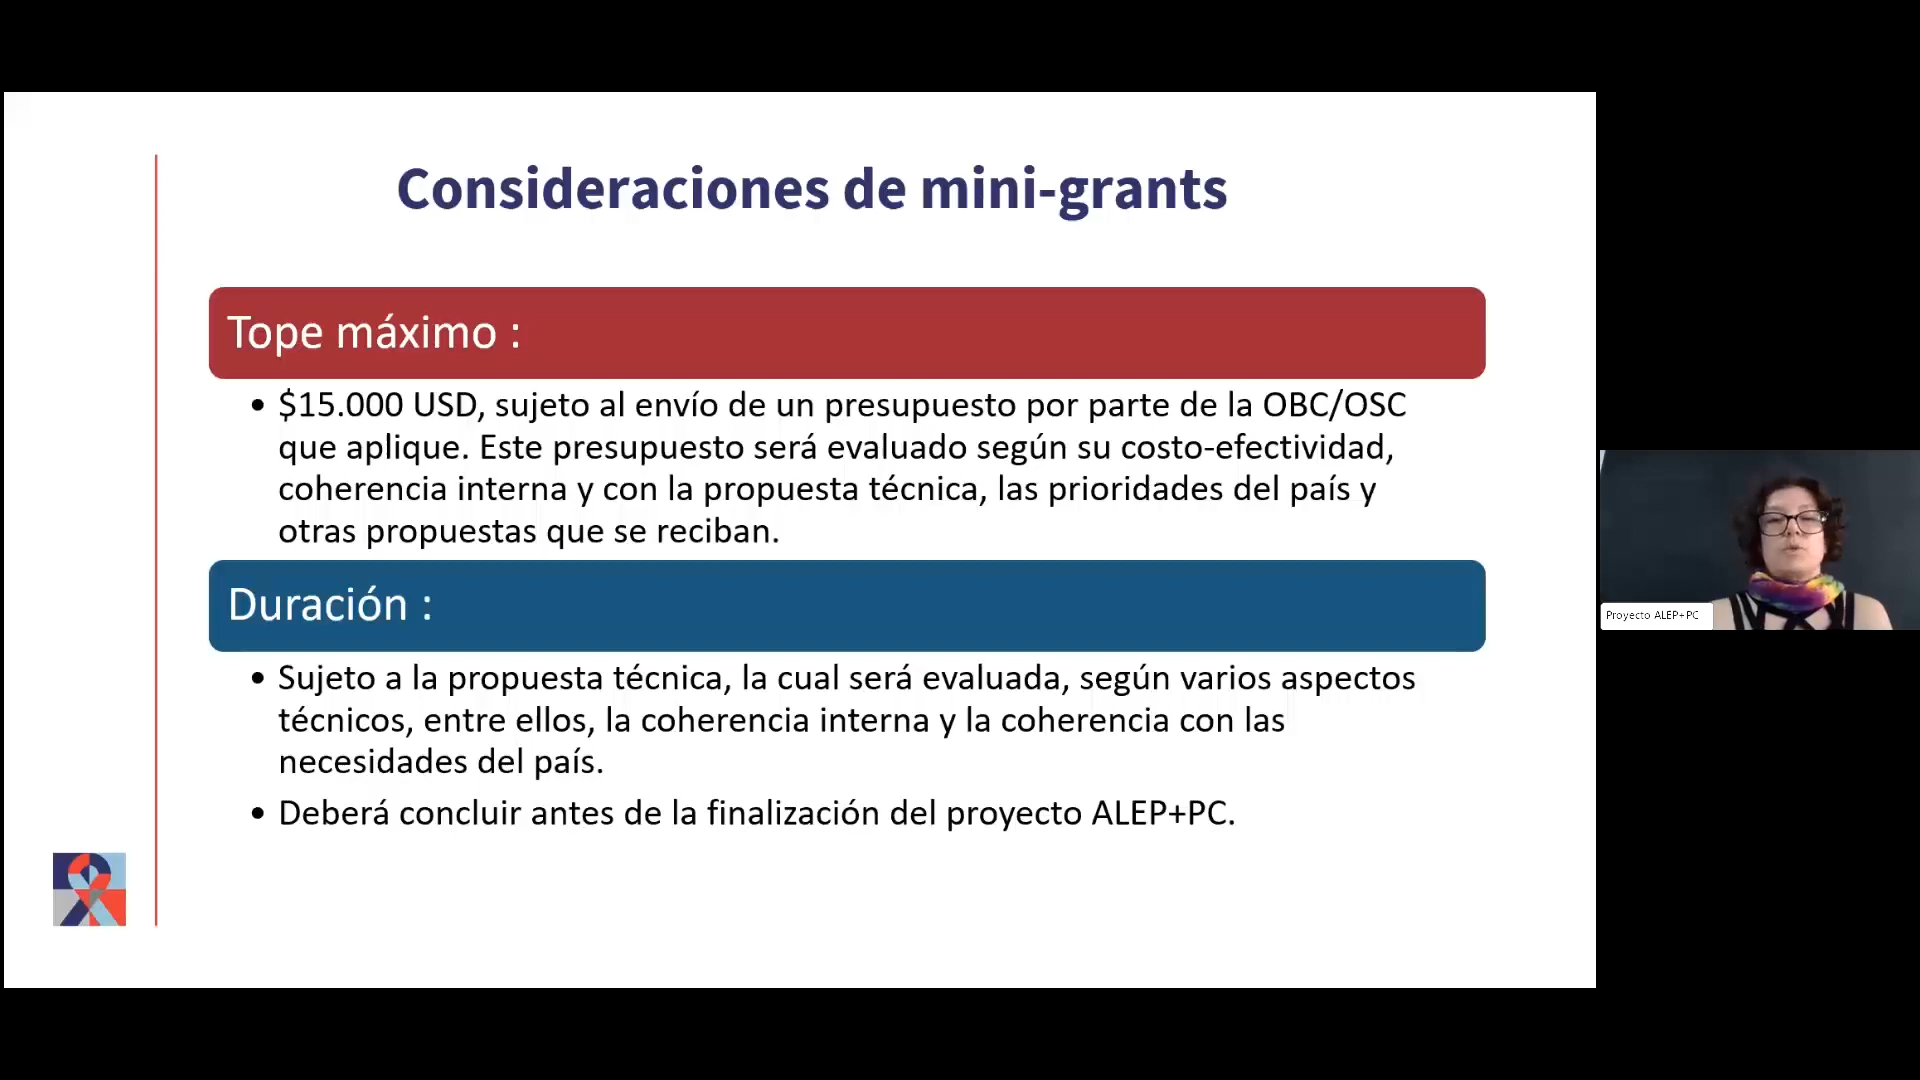 Consideraciones de mini-grants
Tope máximo :
• $15.000 USD, sujeto al envío de un presupuesto por parte de la OBC/OSC
que aplique. Este presupuesto será evaluado según su costo-efectividad,
coherencia interna y con la propuesta técnica, las prioridades del país y
otras propuestas que se reciban.
Duración :
• Sujeto a la propuesta técnica, la cual será evaluada, según varios aspectos
técnicos, entre ellos, la coherencia interna y la coherencia con las
necesidades del país.
• Deberá concluir antes de la finalización del proyecto ALEP+PC.
Proyecto ALEP+PC